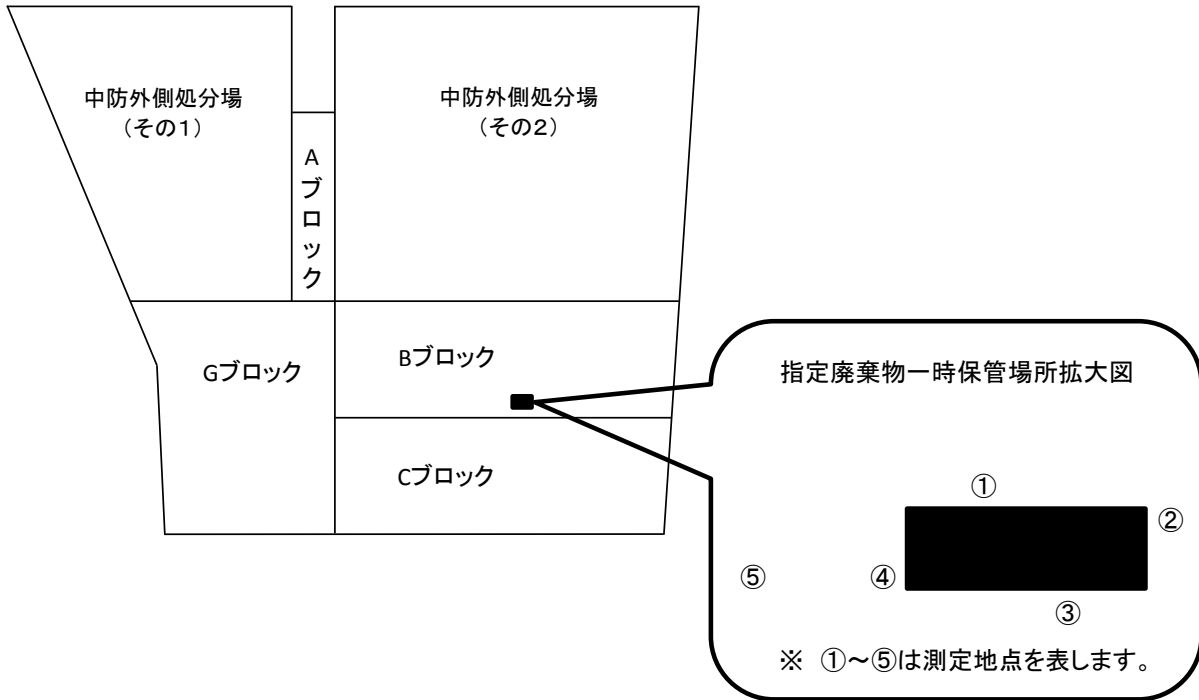 中防外側処分場
（その１）
中防外側処分場
（その２）
Aブロック
Gブロック
Bブロック
Cブロック
指定廃棄物一時保管場所拡大図
①
②
③
④
⑤
※　①～⑤は測定地点を表します。